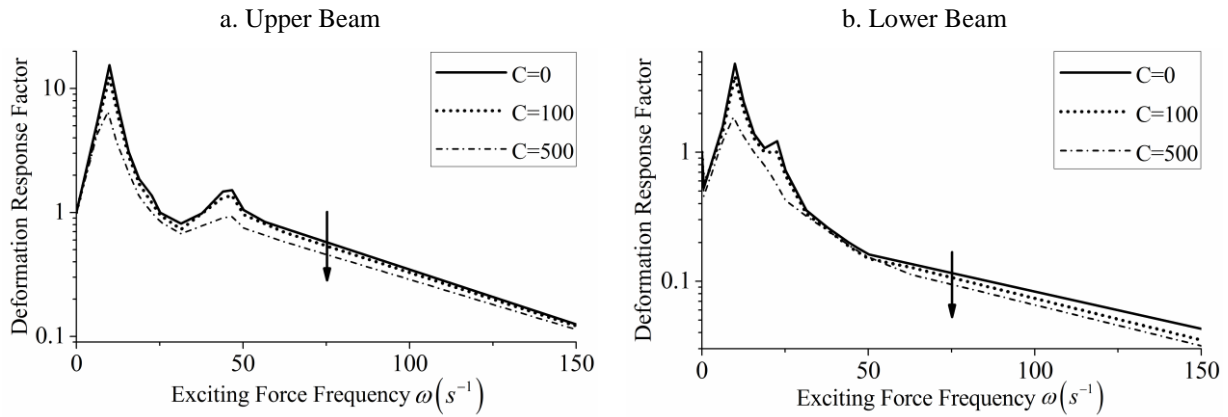 a. Upper Beam
Deformation Response Factor
10
1
0.1
C=0
C=100
C=500
0
50
100
150
Exciting Force Frequency ω(s⁻¹)
b. Lower Beam
Deformation Response Factor
1
0.1
C=0
C=100
C=500
0
50
100
150
Exciting Force Frequency ω(s⁻¹)